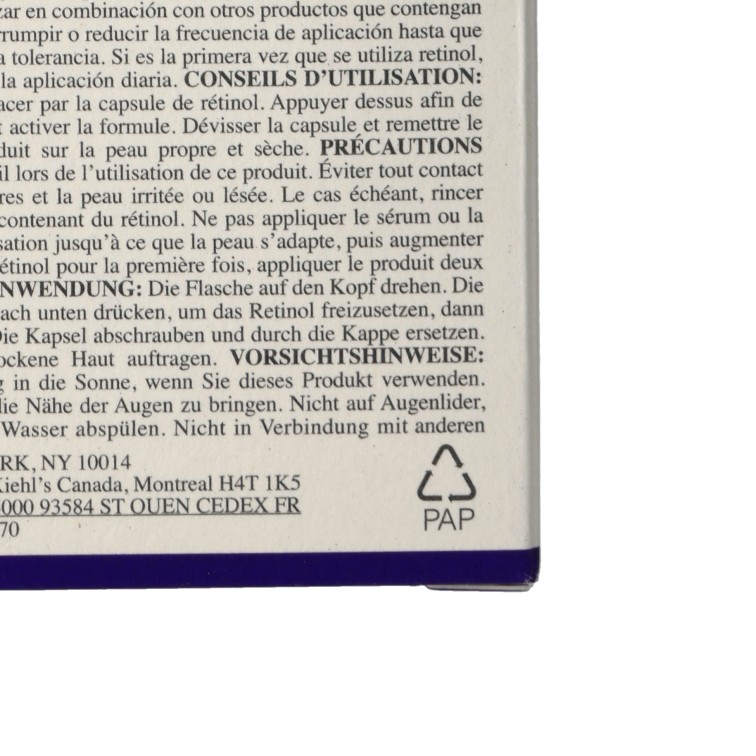 zar en combinación con otros productos que contengan
rrumpir o reducir la frecuencia de aplicación hasta que
a tolerancia. Si es la primera vez que se utiliza retinol,
la aplicación diaria. CONSEILS D’UTILISATION:
acer par la capsule de rétinol. Appuyer dessus afin de
t activer la formule. Dévisser la capsule et remettre le
duit sur la peau propre et sèche. PRÉCAUTIONS
il lors de l’utilisation de ce produit. Éviter tout contact
res et la peau irritée ou lésée. Le cas échéant, rincer
contenant du rétinol. Ne pas appliquer le sérum ou la
sation jusqu’à ce que la peau s’adapte, puis augmenter
étinol pour la première fois, appliquer le produit deux
NWENDUNG: Die Flasche auf den Kopf drehen. Die
ach unten drücken, um das Retinol freizusetzen, dann
Die Kapsel abschrauben und durch die Kappe ersetzen.
ockene Haut auftragen. VORSICHTSHINWEISE:
g in die Sonne, wenn Sie dieses Produkt verwenden.
die Nähe der Augen zu bringen. Nicht auf Augenlider,
Wasser abspülen. Nicht in Verbindung mit anderen
RK, NY 10014
Kiehl’s Canada, Montreal H4T 1K5
000 93584 ST OUEN CEDEX FR
70
PAP